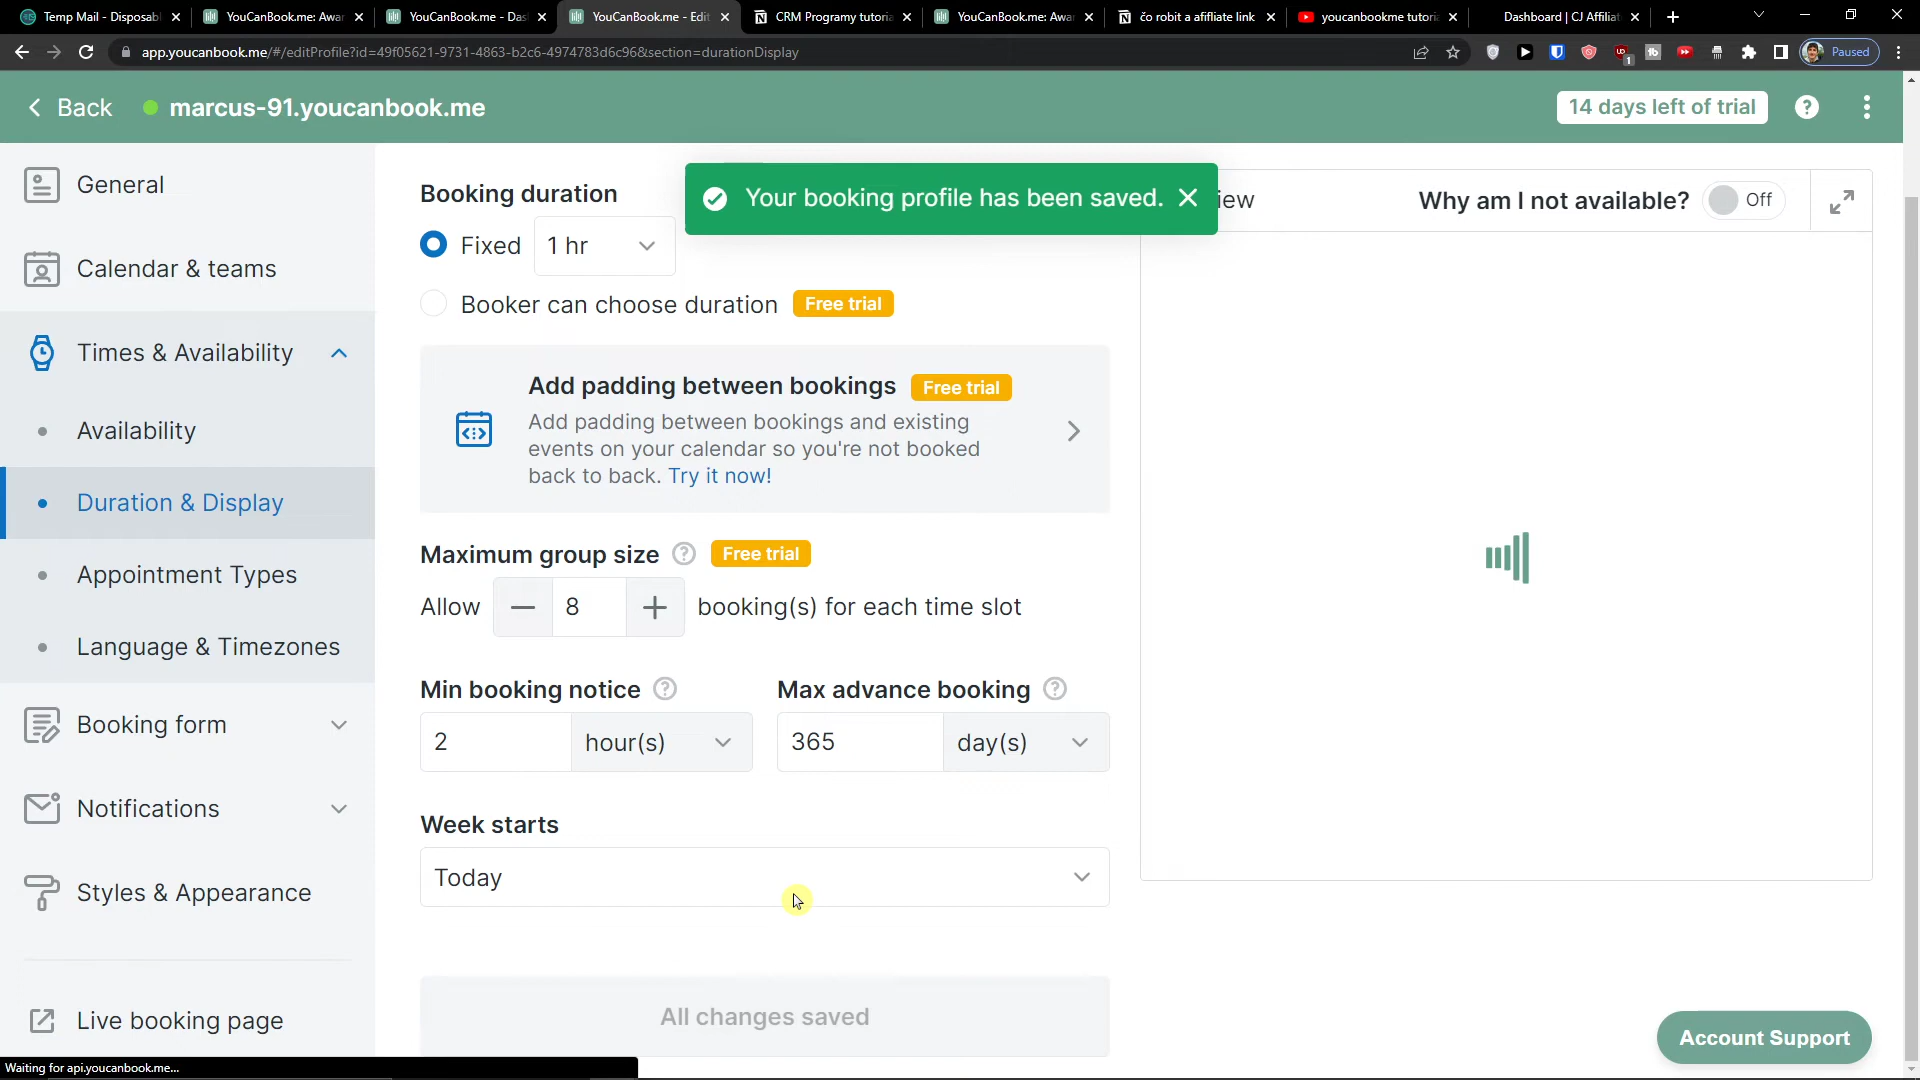 Temp Mail - Disposabl
YouCanBook.me: Awar
YouCanBook.me - Das
YouCanBook.me - Edit
CRM Programy tutoria
YouCanBook.me: Awar
čo robit a afifliate link
youcanbookme tutoria
Dashboard | CJ Affiliat
app.youcanbook.me/#/editProfile?id=49f05621-9731-4863-b2c6-4974783d6c96&section=durationDisplay
Paused
Back
marcus-91.youcanbook.me
14 days left of trial
General
Calendar & teams
Times & Availability
Availability
Duration & Display
Appointment Types
Language & Timezones
Booking form
Notifications
Styles & Appearance
Live booking page
Your booking profile has been saved.
Booking duration
Fixed
1 hr
Booker can choose duration
Free trial
Add padding between bookings
Free trial
Add padding between bookings and existing
events on your calendar so you're not booked
back to back. Try it now!
Maximum group size
Free trial
Allow
8
booking(s) for each time slot
Min booking notice
2
hour(s)
Max advance booking
365
day(s)
Week starts
Today
All changes saved
iew
Why am I not available?
Off
Account Support
Waiting for api.youcanbook.me...